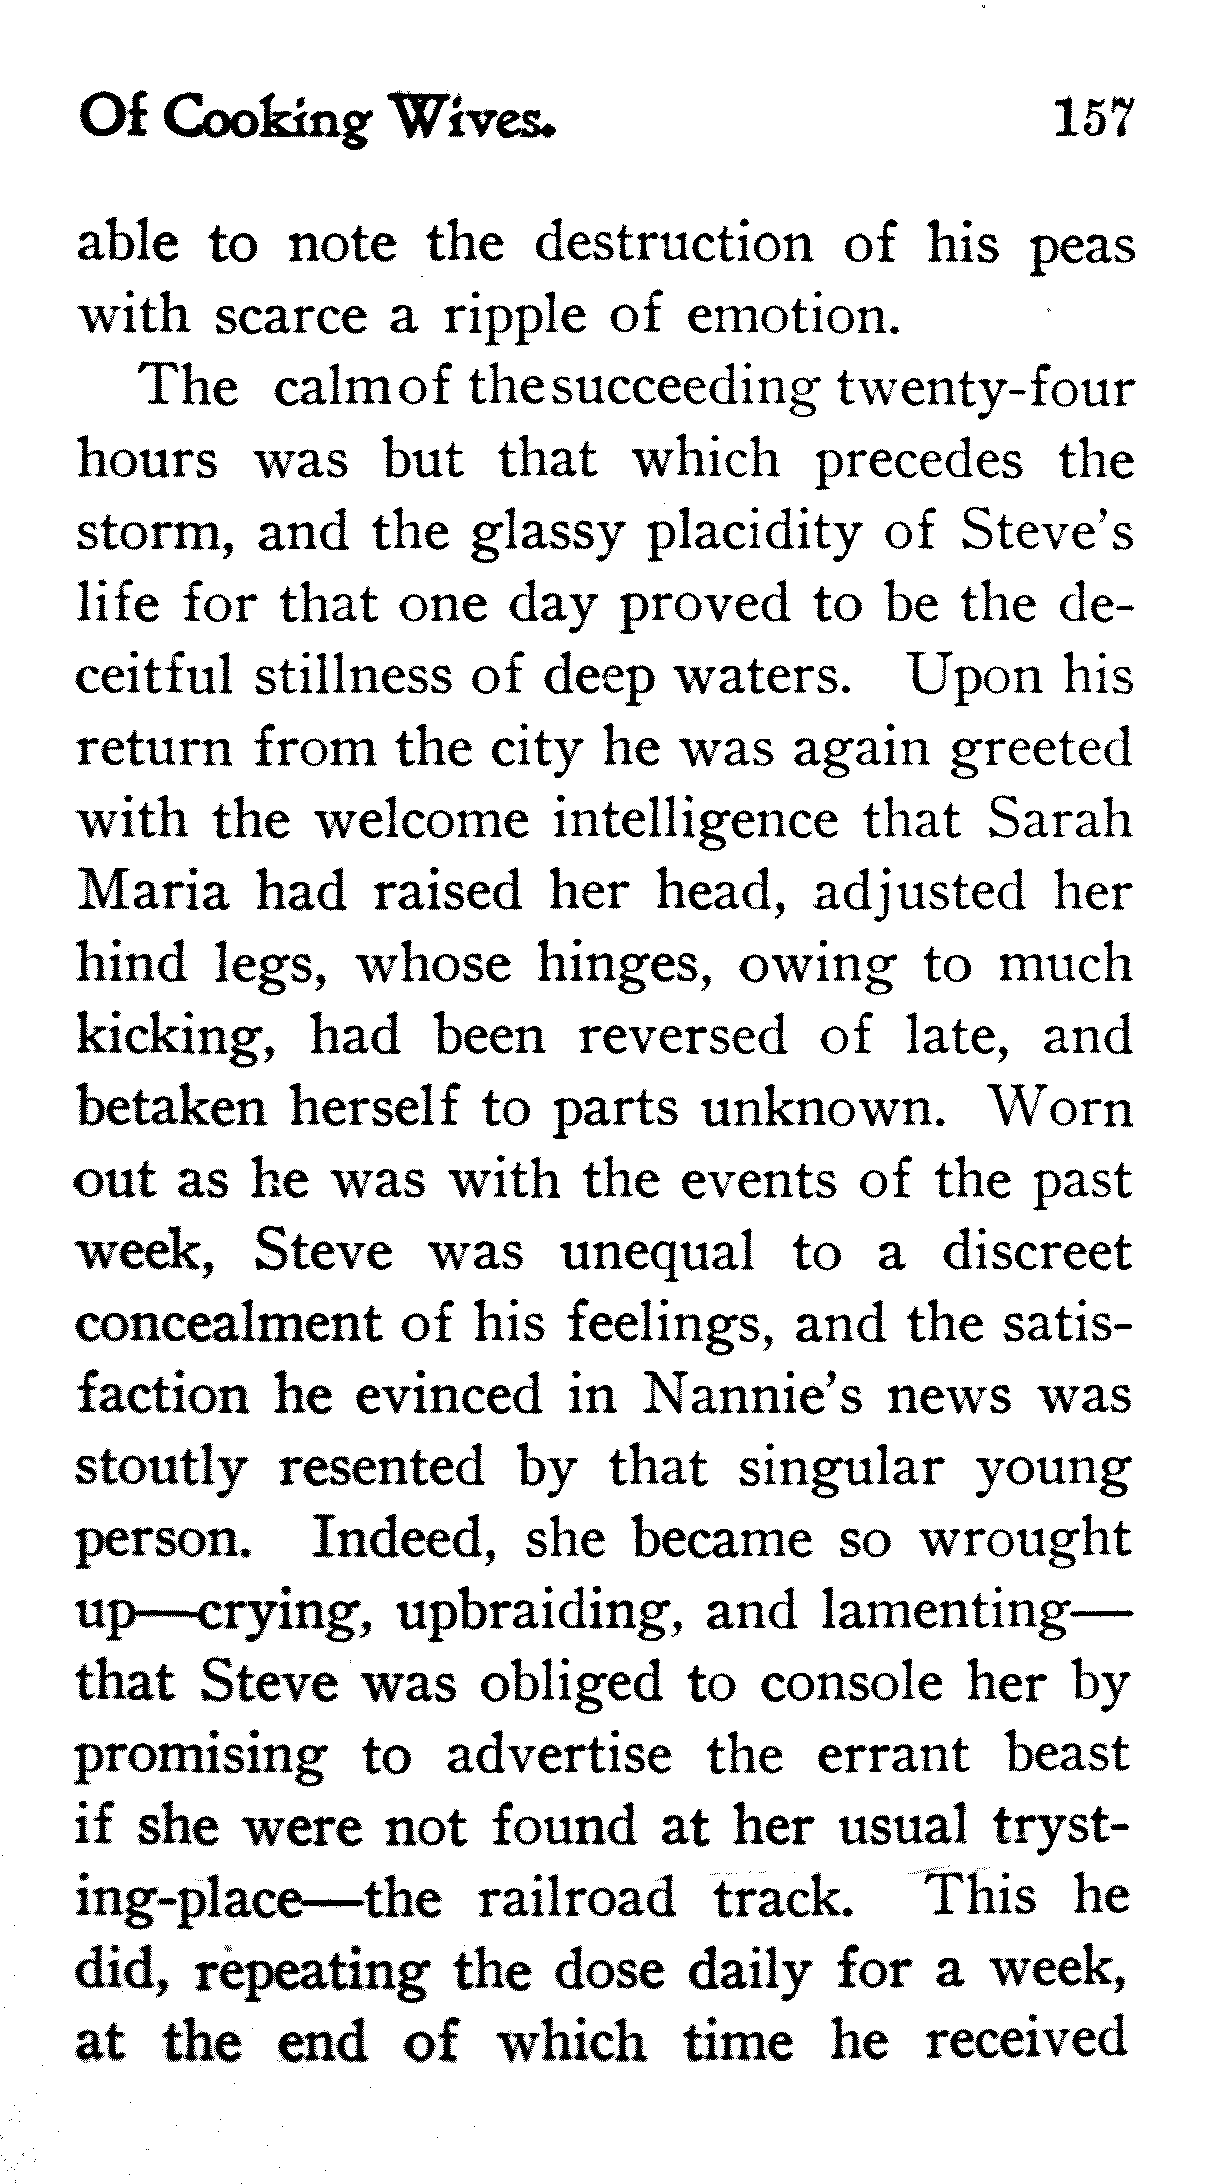 Of Cooking Wives. 157
able to note the destruction of his peas
with scarce a ripple of emotion.
The calm of the succeeding twenty-four
hours was but that which precedes the
storm, and the glassy placidity of Steve's
life for that one day proved to be the de-
ceitful stillness of deep waters. Upon his
return from the city he was again greeted
with the welcome intelligence that Sarah
Maria had raised her head, adjusted her
hind legs, whose hinges, owing to much
kicking, had been reversed of late, and
betaken herself to parts unknown. Worn
out as he was with the events of the past
week, Steve was unequal to a discreet
concealment of his feelings, and the satis-
faction he evinced in Nannie's news was
stoutly resented by that singular young
person. Indeed, she became so wrought
up—crying, upbraiding, and lamenting—
that Steve was obliged to console her by
promising to advertise the errant beast
if she were not found at her usual tryst-
ing-place—the railroad track. This he
did, repeating the dose daily for a week,
at the end of which time he received